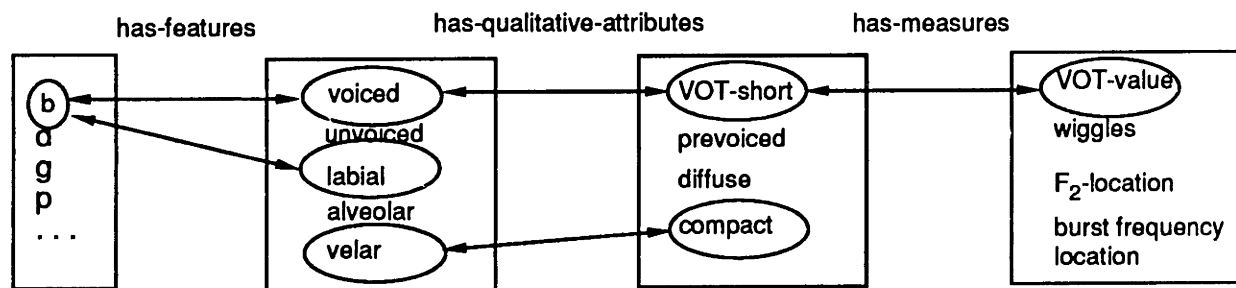 has-features
has-qualitative-attributes
has-measures
b
d
g
p
. . .
voiced
unvoiced
labial
alveolar
velar
VOT-short
prevoiced
diffuse
compact
VOT-value
wiggles
F₂-location
burst frequency
location